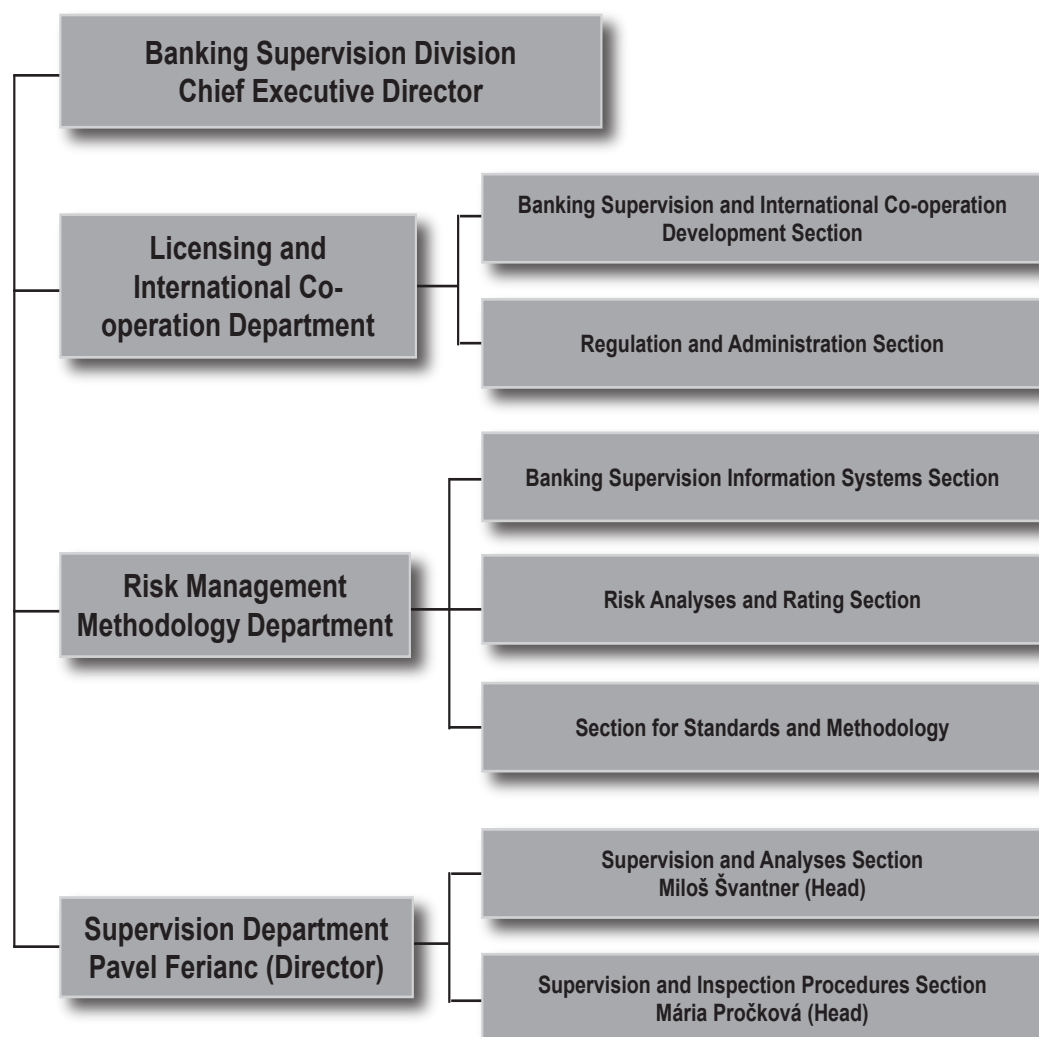 Banking Supervision Division
Chief Executive Director
Licensing and
International Co-
operation Department
Banking Supervision and International Co-operation
Development Section
Regulation and Administration Section
Risk Management
Methodology Department
Banking Supervision Information Systems Section
Risk Analyses and Rating Section
Section for Standards and Methodology
Supervision Department
Pavel Ferianc (Director)
Supervision and Analyses Section
Miloš Švantner (Head)
Supervision and Inspection Procedures Section
Mária Pročková (Head)